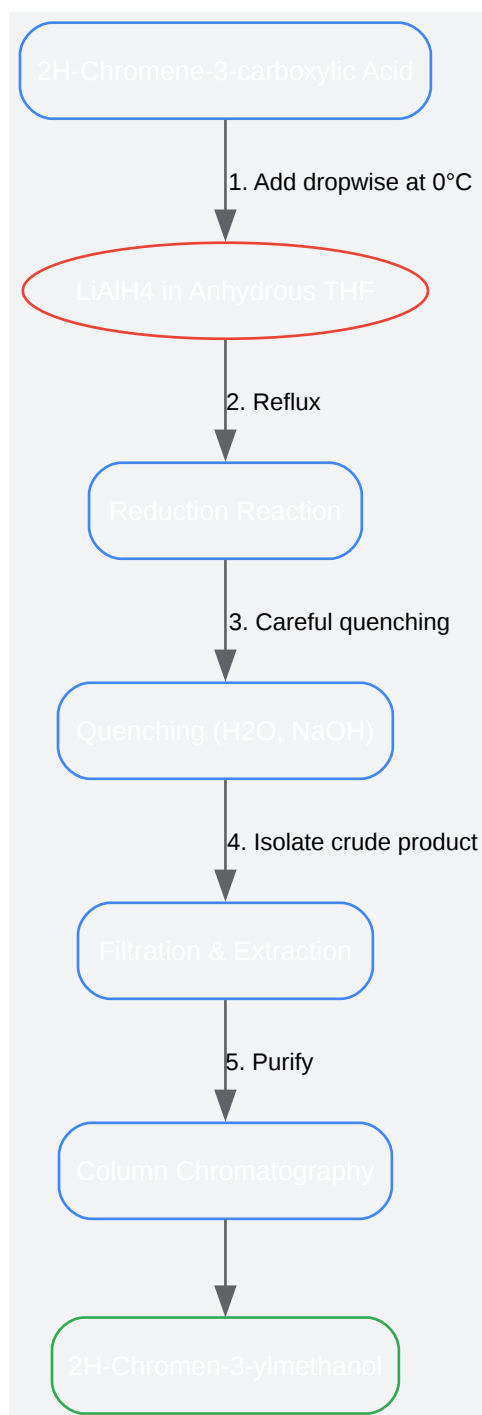 2H-Chromene-3-carboxylic Acid
1. Add dropwise at 0°C
LiAlH4 in Anhydrous THF
2. Reflux
Reduction Reaction
3. Careful quenching
Quenching (H2O, NaOH)
4. Isolate crude product
Filtration & Extraction
5. Purify
Column Chromatography
2H-Chromen-3-ylmethanol